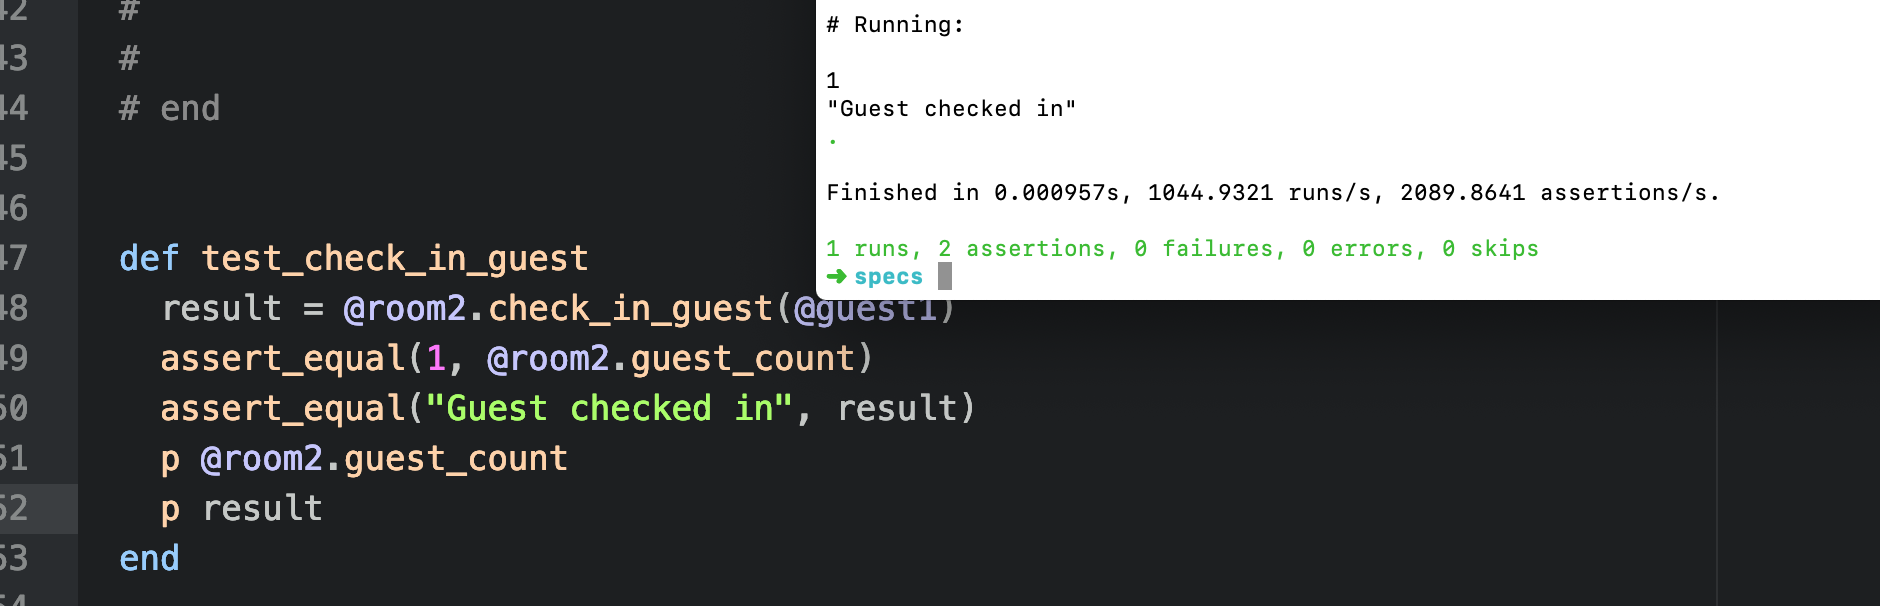 42 #
43 #
44 # end
45
46
47 def test_check_in_guest
48 result = @room2.check_in_guest(@guest1)
49 assert_equal(1, @room2.guest_count)
50 assert_equal("Guest checked in", result)
51 p @room2.guest_count
52 p result
53 end
54
# Running:
1
"Guest checked in"
.
Finished in 0.000957s, 1044.9321 runs/s, 2089.8641 assertions/s.
1 runs, 2 assertions, 0 failures, 0 errors, 0 skips
➜ specs